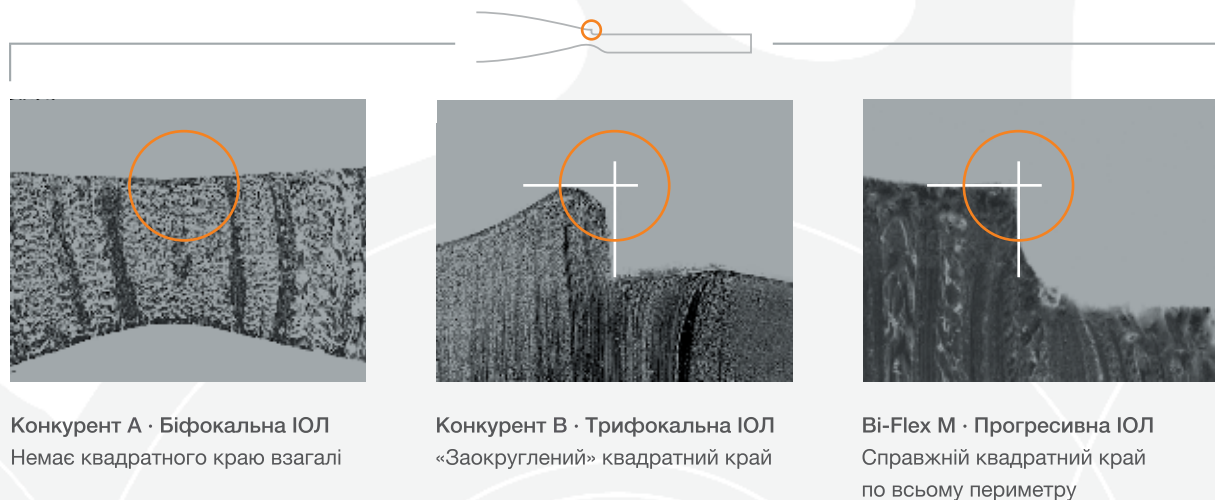 Конкурент А · Біфокальна ІОЛ
Немає квадратного краю взагалі
Конкурент В · Трифокальна ІОЛ
«Заокруглений» квадратний край
Bi-Flex M · Прогресивна ІОЛ
Справжній квадратний край
по всьому периметру